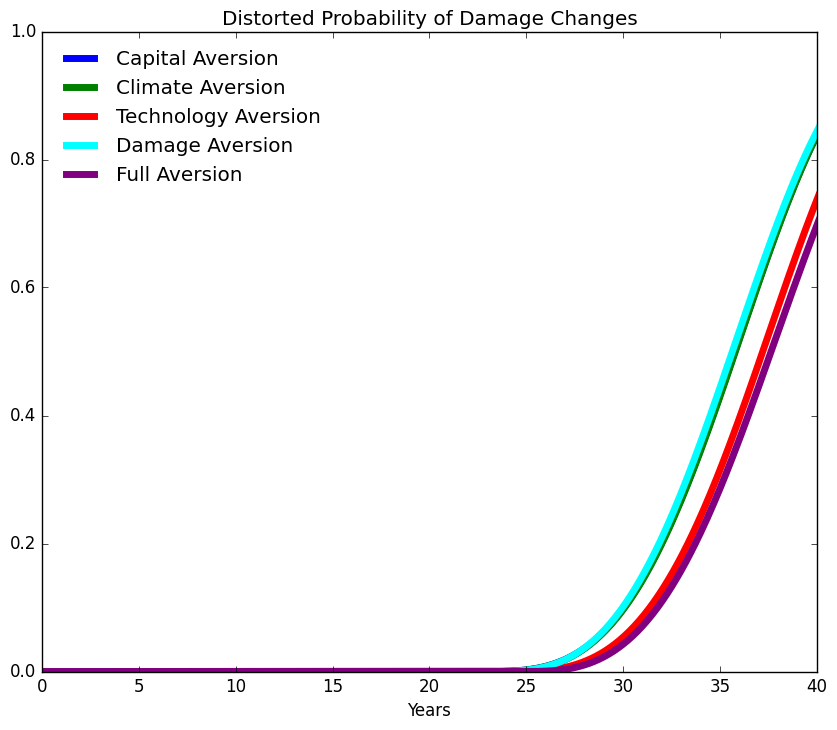 Distorted Probability of Damage Changes
1.0
Capital Aversion
Climate Aversion
Technology Aversion
Damage Aversion
Full Aversion
0.8
0.6
0.4
0.2
0.0
0 5 10 15 20 25 30 35 40
Years